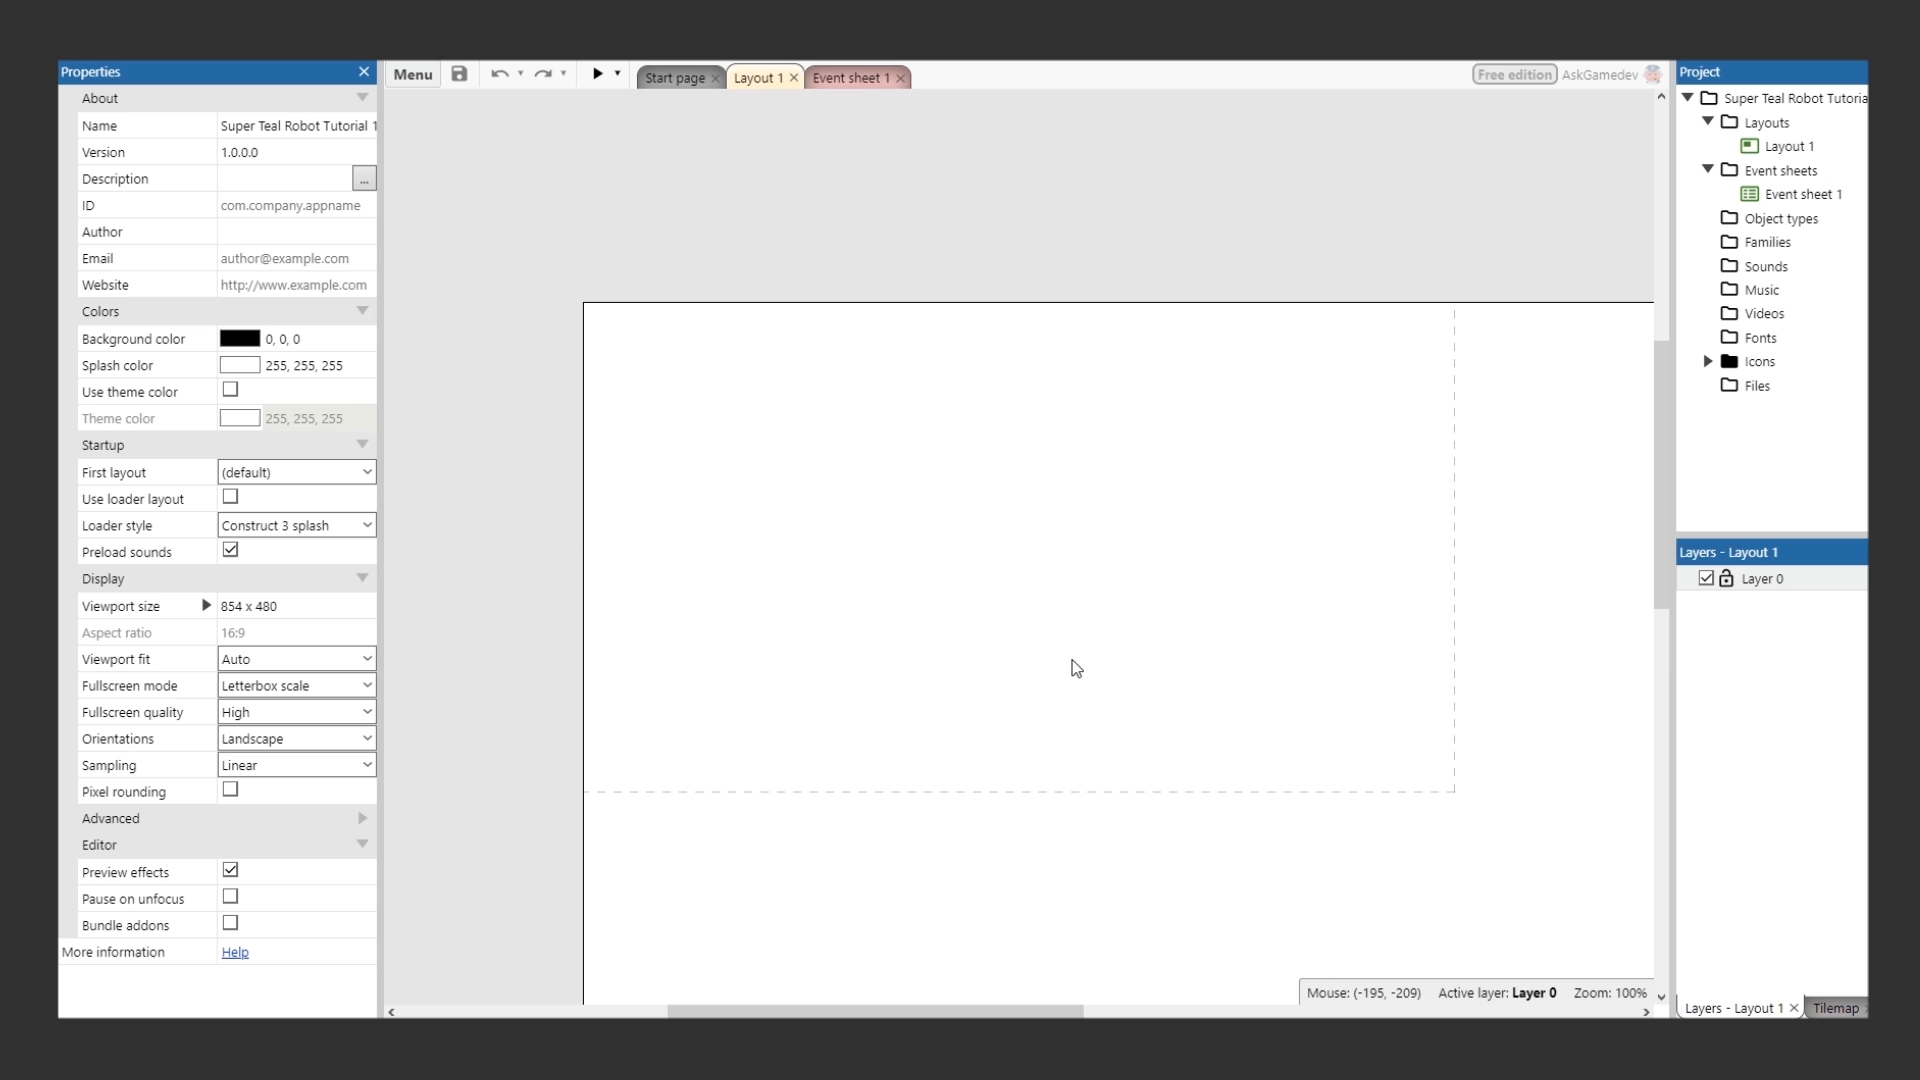 Properties
About
Name Super Teal Robot Tutorial 1
Version 1.0.0.0
Description ...
ID com.company.appname
Author
Email author@example.com
Website http://www.example.com
Colors
Background color 0, 0, 0
Splash color 255, 255, 255
Use theme color
Theme color 255, 255, 255
Startup
First layout (default)
Use loader layout
Loader style Construct 3 splash
Preload sounds
Display
Viewport size 854 x 480
Aspect ratio 16:9
Viewport fit Auto
Fullscreen mode Letterbox scale
Fullscreen quality High
Orientations Landscape
Sampling Linear
Pixel rounding
Advanced
Editor
Preview effects
Pause on unfocus
Bundle addons
More information Help
Menu Start page Layout 1 Event sheet 1 Free edition AskGamedev
Mouse: (-195, -209) Active layer: Layer 0 Zoom: 100%
Project
Super Teal Robot Tutoria
Layouts
Layout 1
Event sheets
Event sheet 1
Object types
Families
Sounds
Music
Videos
Fonts
Icons
Files
Layers - Layout 1
Layer 0
Layers - Layout 1 Tilemap